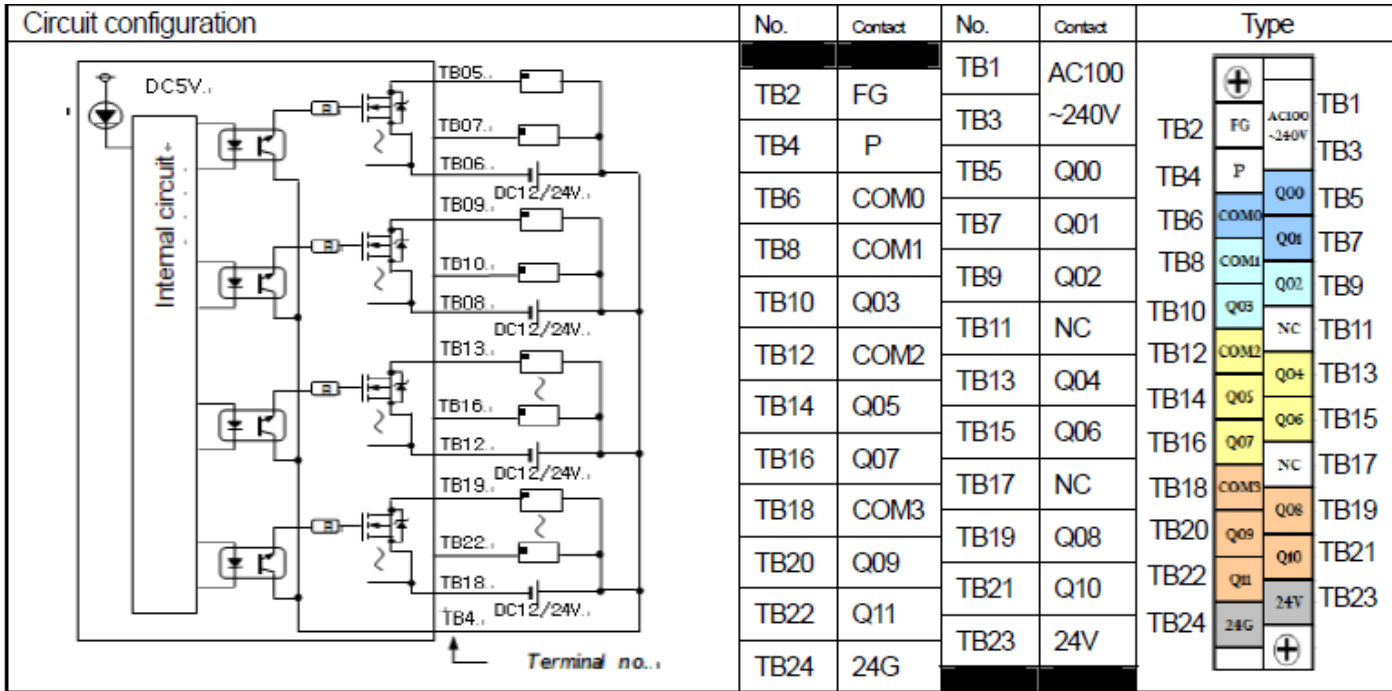 Circuit configuration
No.
Contact
No.
Contact
Type
DC5V..
Internal circuit
R
R
R
R
TB05..
TB07..
TB06..
DC12/24V..
TB09..
TB10..
TB08..
DC12/24V..
TB13..
TB16..
TB12..
DC12/24V..
TB19..
TB22..
TB18..
DC12/24V..
TB4..
Terminal no...
TB2 FG
TB4 P
TB6 COM0
TB8 COM1
TB10 Q03
TB12 COM2
TB14 Q05
TB16 Q07
TB18 COM3
TB20 Q09
TB22 Q11
TB24 24G
TB1 AC100
TB3 ~240V
TB5 Q00
TB7 Q01
TB9 Q02
TB11 NC
TB13 Q04
TB15 Q06
TB17 NC
TB19 Q08
TB21 Q10
TB23 24V
TB2 FG
TB4 P
TB6 COM0
TB8 COM1
TB10 Q03
TB12 COM2
TB14 Q05
TB16 Q07
TB18 COM3
TB20 Q09
TB22 Q11
TB24 24G
AC100 TB1
~240V TB3
Q00 TB5
Q01 TB7
Q02 TB9
NC TB11
Q04 TB13
Q06 TB15
NC TB17
Q08 TB19
Q10 TB21
24V TB23